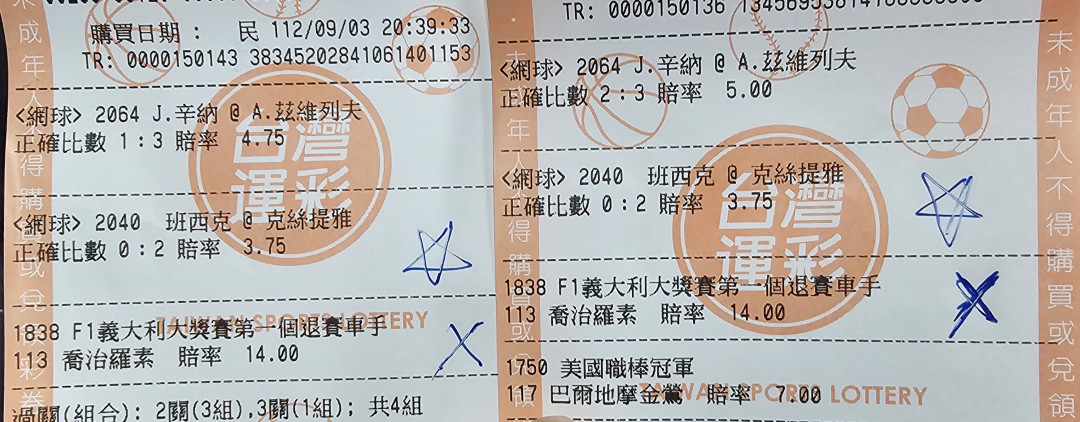 購買日期： 民 112/09/03 20:39:33
TR: 0000150143 38345202841061401153
<網球> 2064 J.辛納 @ A.茲維列夫
正確比數 1:3 賠率 4.75
<網球> 2040 班西克 @ 克絲提雅
正確比數 0:2 賠率 3.75
1838 F1義大利大獎賽第一個退賽車手
113 喬治羅素 賠率 14.00
過關(組合): 2關(3組),3關(1組); 共4組
台灣
運彩
TAIWAN SPORTS LOTTERY
TR: 0000150136
<網球> 2064 J.辛納 @ A.茲維列夫
正確比數 2:3 賠率 5.00
<網球> 2040 班西克 @ 克絲提雅
正確比數 0:2 賠率 3.75
1838 F1義大利大獎賽第一個退賽車手
113 喬治羅素 賠率 14.00
1750 美國職棒冠軍
117 巴爾地摩金鶯 賠率 7.00
台灣
運彩
TAIWAN SPORTS LOTTERY
未成年人不得購買或兌領